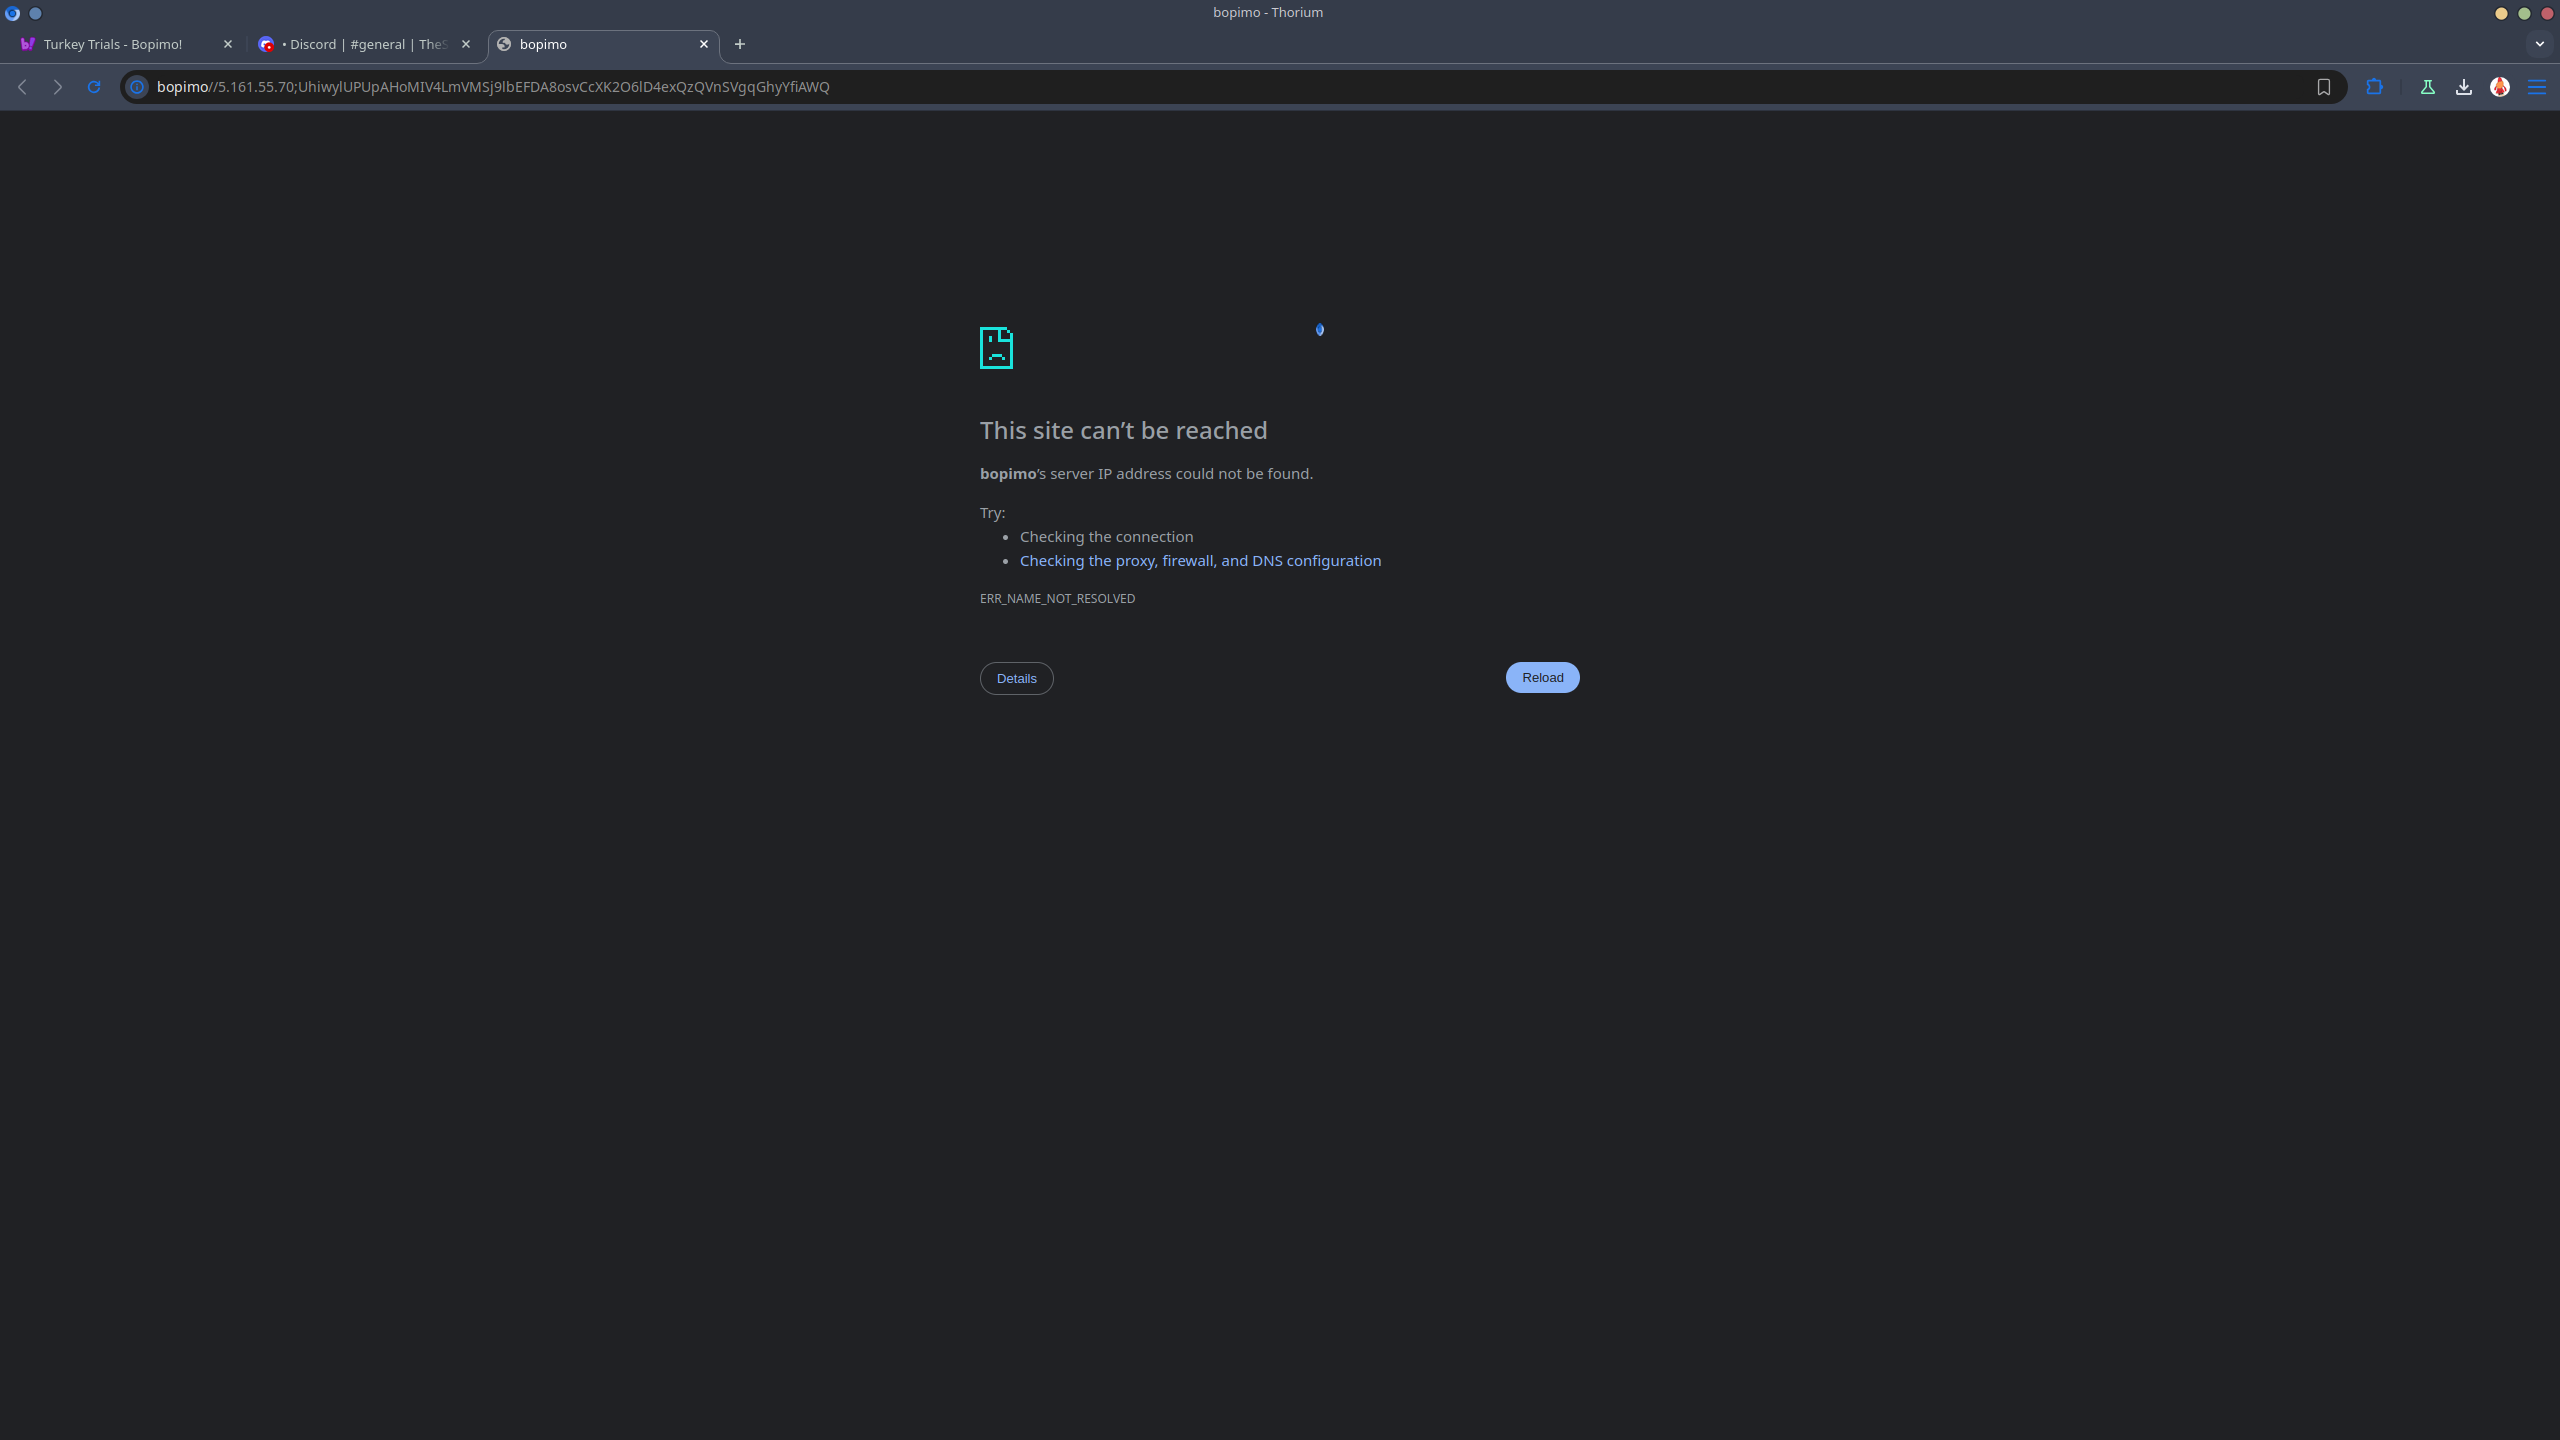 bopimo - Thorium
Turkey Trials - Bopimo!
• Discord | #general | TheS
bopimo
bopimo//5.161.55.70;UhiwylUPUpAHoMIV4LmVMSj9lbEFDA8osvCcXK2O6lD4exQzQVnSVgqGhyYfiAWQ
This site can’t be reached
bopimo’s server IP address could not be found.
Try:
• Checking the connection
• Checking the proxy, firewall, and DNS configuration
ERR_NAME_NOT_RESOLVED
Details
Reload